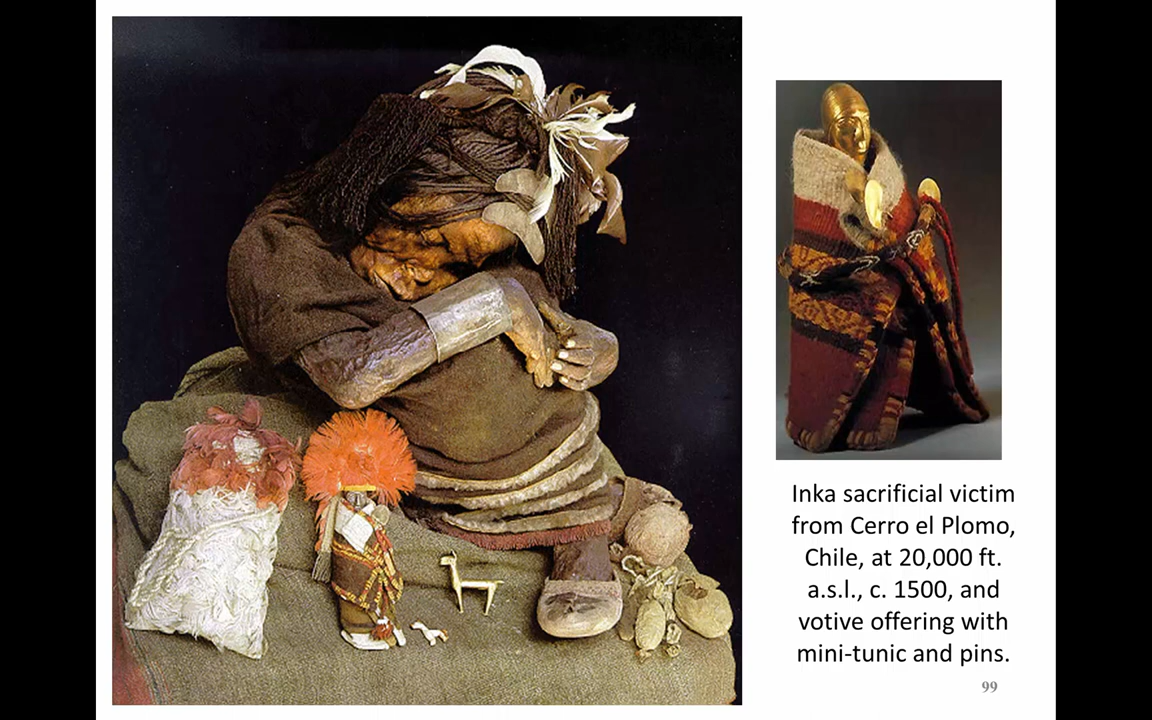 Inka sacrificial victim
from Cerro el Plomo,
Chile, at 20,000 ft.
a.s.l., c. 1500, and
votive offering with
mini-tunic and pins.
99